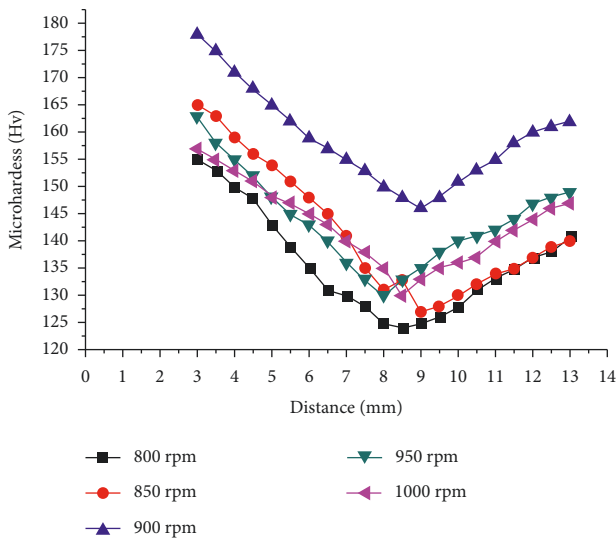 180
175
170
165
160
155
150
145
140
135
130
125
120
Microhardess (Hv)
0 1 2 3 4 5 6 7 8 9 10 11 12 13 14
Distance (mm)
800 rpm
850 rpm
900 rpm
950 rpm
1000 rpm